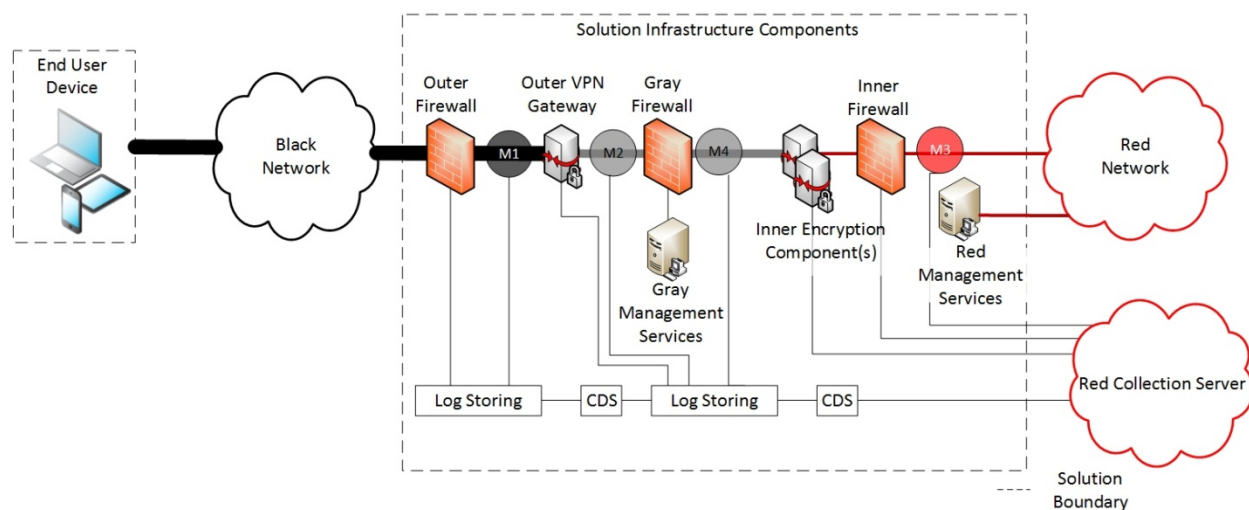 Solution Infrastructure Components
End User
Device
Black
Network
Outer
Firewall
M1
Outer VPN
Gateway
M2
Gray
Firewall
M4
Gray
Management
Services
Inner Encryption
Component(s)
Inner
Firewall
M3
Red
Management
Services
Red
Network
Log Storing
CDS
Log Storing
CDS
Red Collection Server
Solution
Boundary